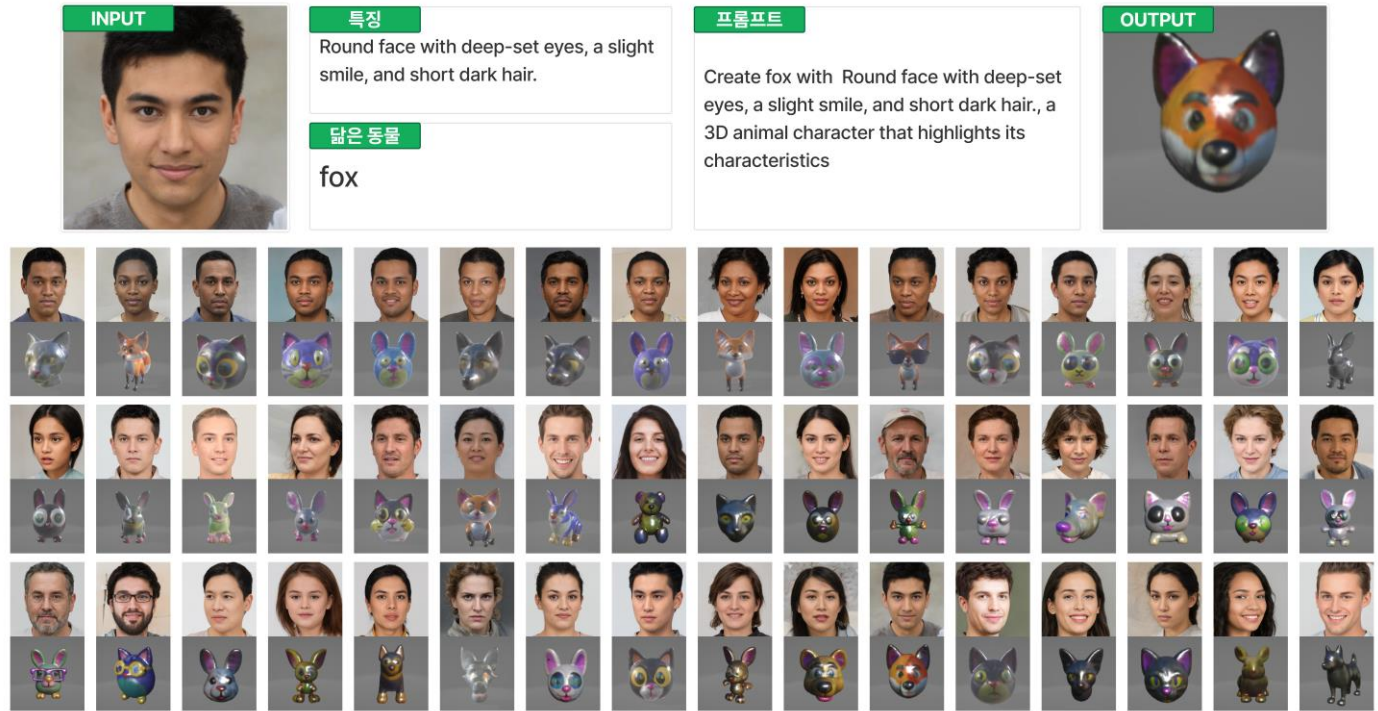 INPUT
특징
Round face with deep-set eyes, a slight
smile, and short dark hair.
닮은 동물
fox
프롬프트
Create fox with Round face with deep-set
eyes, a slight smile, and short dark hair., a
3D animal character that highlights its
characteristics
OUTPUT